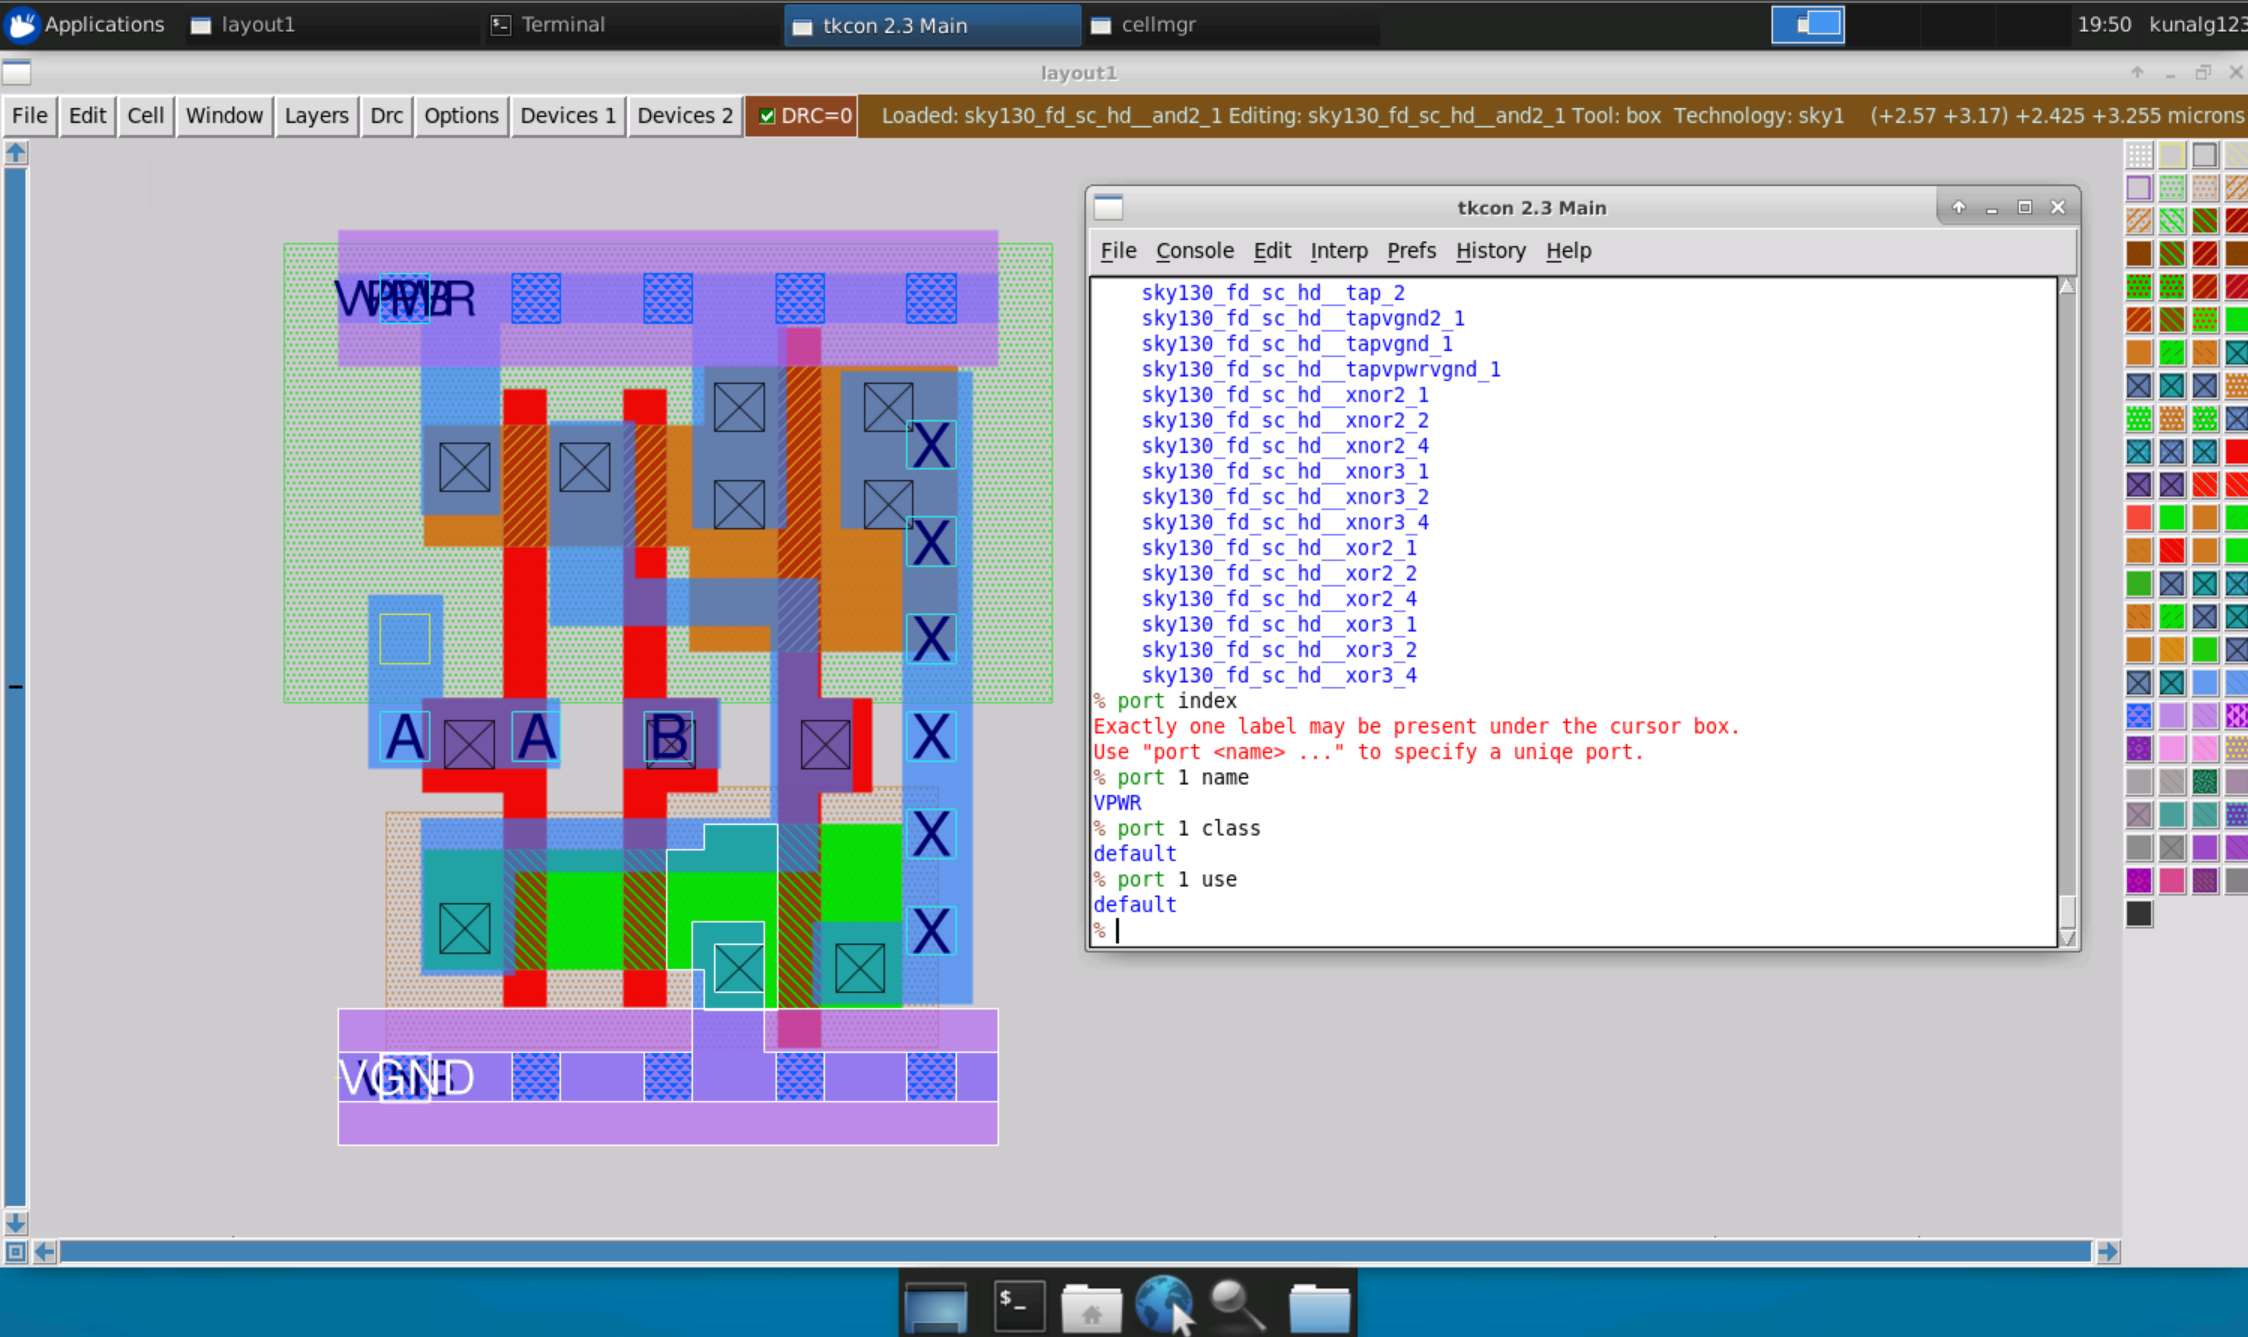 Applications layout1 Terminal tkcon 2.3 Main cellmgr 19:50 kunalg123
layout1
File Edit Cell Window Layers Drc Options Devices 1 Devices 2 DRC=0 Loaded: sky130_fd_sc_hd__and2_1 Editing: sky130_fd_sc_hd__and2_1 Tool: box Technology: sky1 (+2.57 +3.17) +2.425 +3.255 microns
X
X
X
A A B X
X
X
VGND
tkcon 2.3 Main
File Console Edit Interp Prefs History Help
sky130_fd_sc_hd__tap_2
sky130_fd_sc_hd__tapvgnd2_1
sky130_fd_sc_hd__tapvgnd_1
sky130_fd_sc_hd__tapvpwrvgnd_1
sky130_fd_sc_hd__xnor2_1
sky130_fd_sc_hd__xnor2_2
sky130_fd_sc_hd__xnor2_4
sky130_fd_sc_hd__xnor3_1
sky130_fd_sc_hd__xnor3_2
sky130_fd_sc_hd__xnor3_4
sky130_fd_sc_hd__xor2_1
sky130_fd_sc_hd__xor2_2
sky130_fd_sc_hd__xor2_4
sky130_fd_sc_hd__xor3_1
sky130_fd_sc_hd__xor3_2
sky130_fd_sc_hd__xor3_4
% port index
Exactly one label may be present under the cursor box.
Use "port <name> ..." to specify a uniqe port.
% port 1 name
VPWR
% port 1 class
default
% port 1 use
default
%
$_